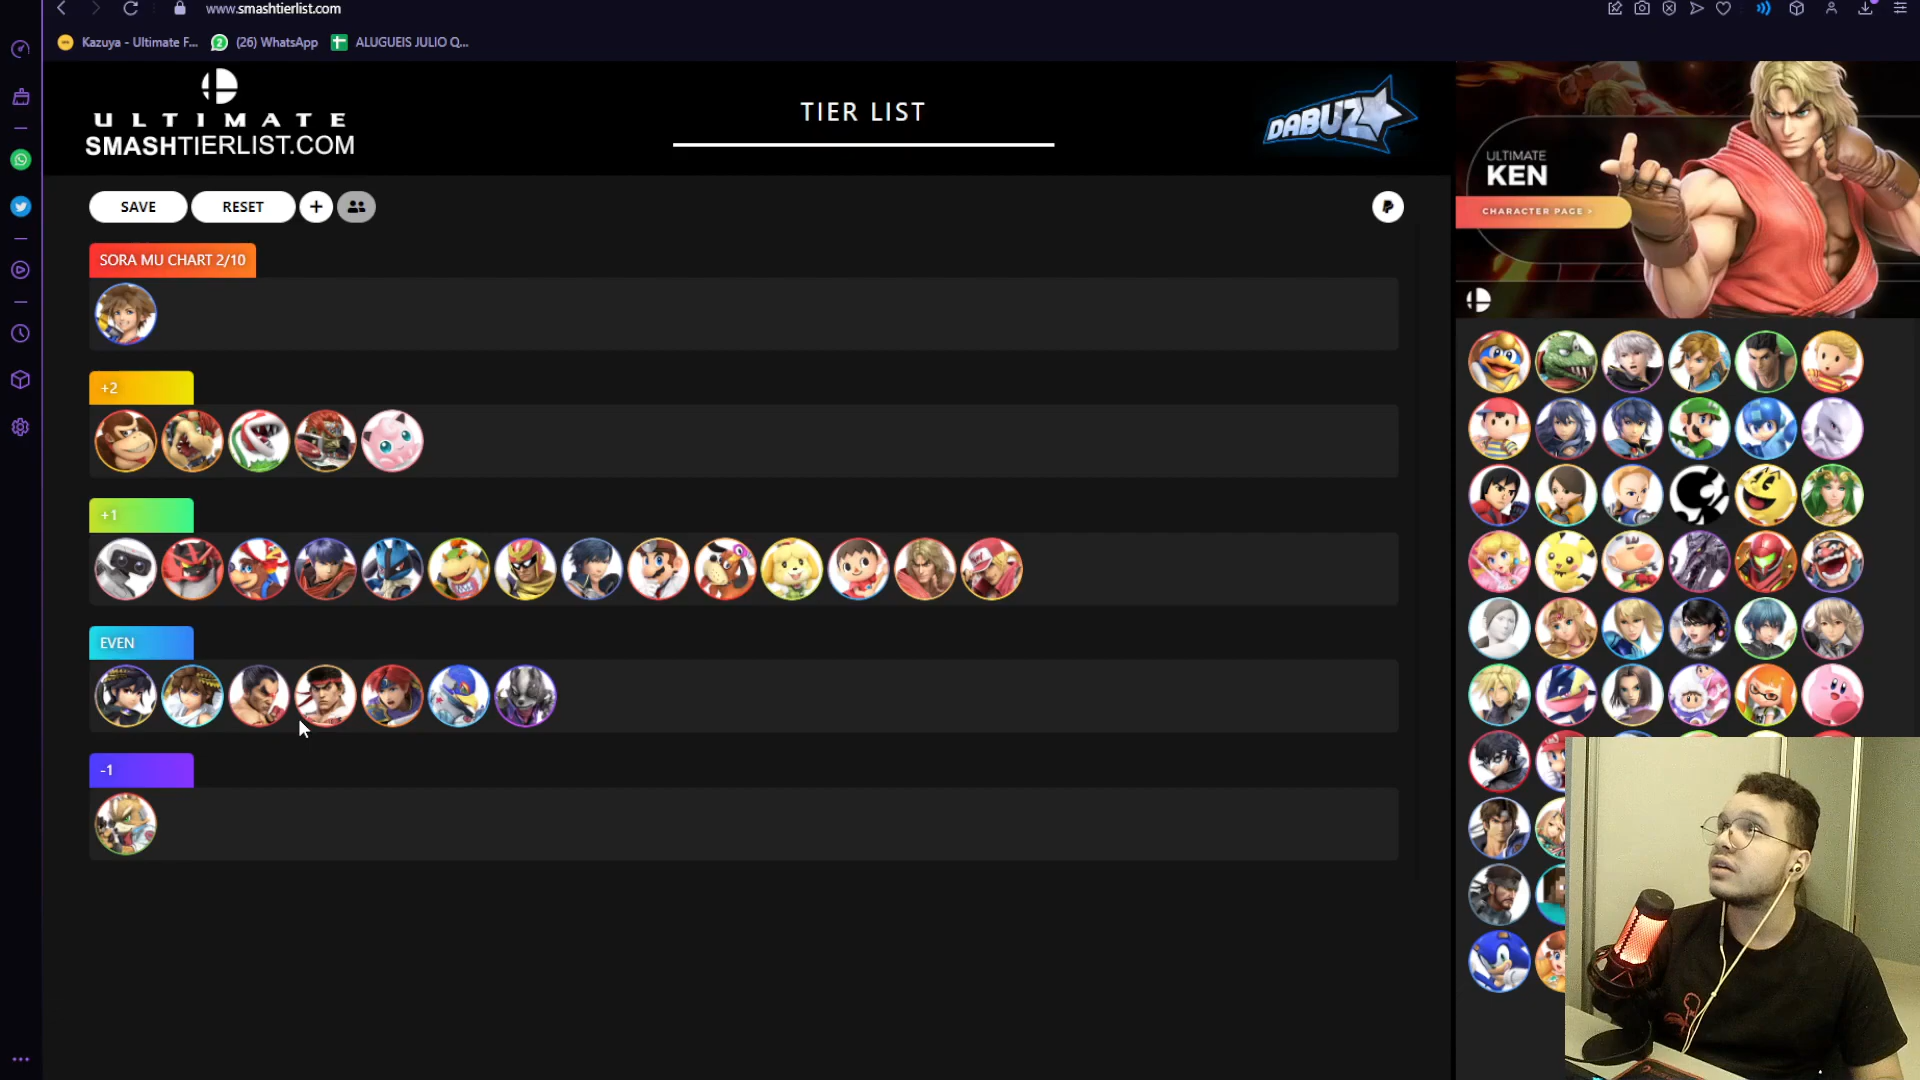 www.smashtierlist.com
Kazuya - Ultimate F... (26) WhatsApp ALUGUEIS JULIO Q...
ULTIMATE
SMASHTIERLIST.COM
TIER LIST
DABUZ
ULTIMATE
KEN
CHARACTER PAGE >
SAVE RESET +
SORA MU CHART 2/10
+2
+1
EVEN
-1